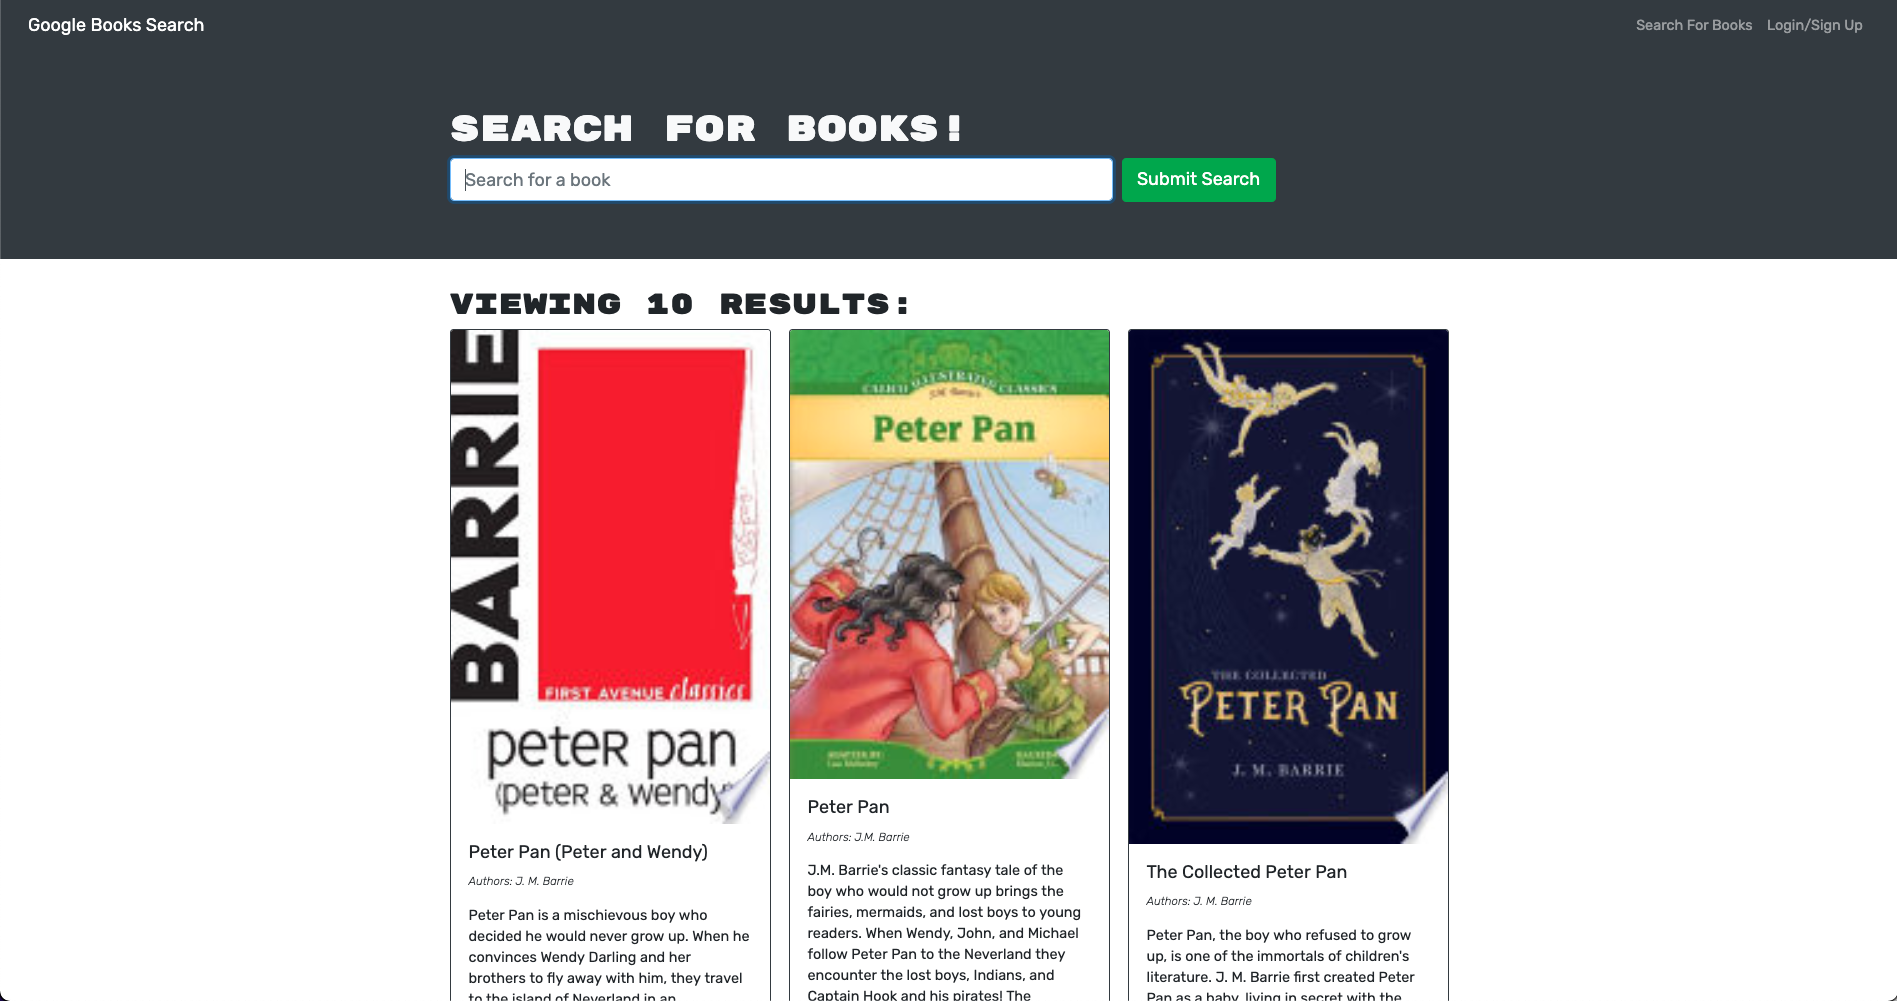 Google Books Search
Search For Books
Login/Sign Up
SEARCH FOR BOOKS!
Search for a book
Submit Search
VIEWING 10 RESULTS:
BARRIE
FIRST AVENUE classics
peter pan
(peter & wendy)
Peter Pan (Peter and Wendy)
Authors: J. M. Barrie
Peter Pan is a mischievous boy who
decided he would never grow up. When he
convinces Wendy Darling and her
brothers to fly away with him, they travel
to the island of Neverland in an
CALICO ILLUSTRATED CLASSICS
J.M. Barrie's
Peter Pan
ADAPTED BY:
Peter Pan
Authors: J.M. Barrie
J.M. Barrie's classic fantasy tale of the
boy who would not grow up brings the
fairies, mermaids, and lost boys to young
readers. When Wendy, John, and Michael
follow Peter Pan to the Neverland they
encounter the lost boys, Indians, and
Captain Hook and his pirates! The
THE COLLECTED
PETER PAN
J. M. BARRIE
The Collected Peter Pan
Authors: J. M. Barrie
Peter Pan, the boy who refused to grow
up, is one of the immortals of children's
literature. J. M. Barrie first created Peter
Pan as a baby, living in secret with the